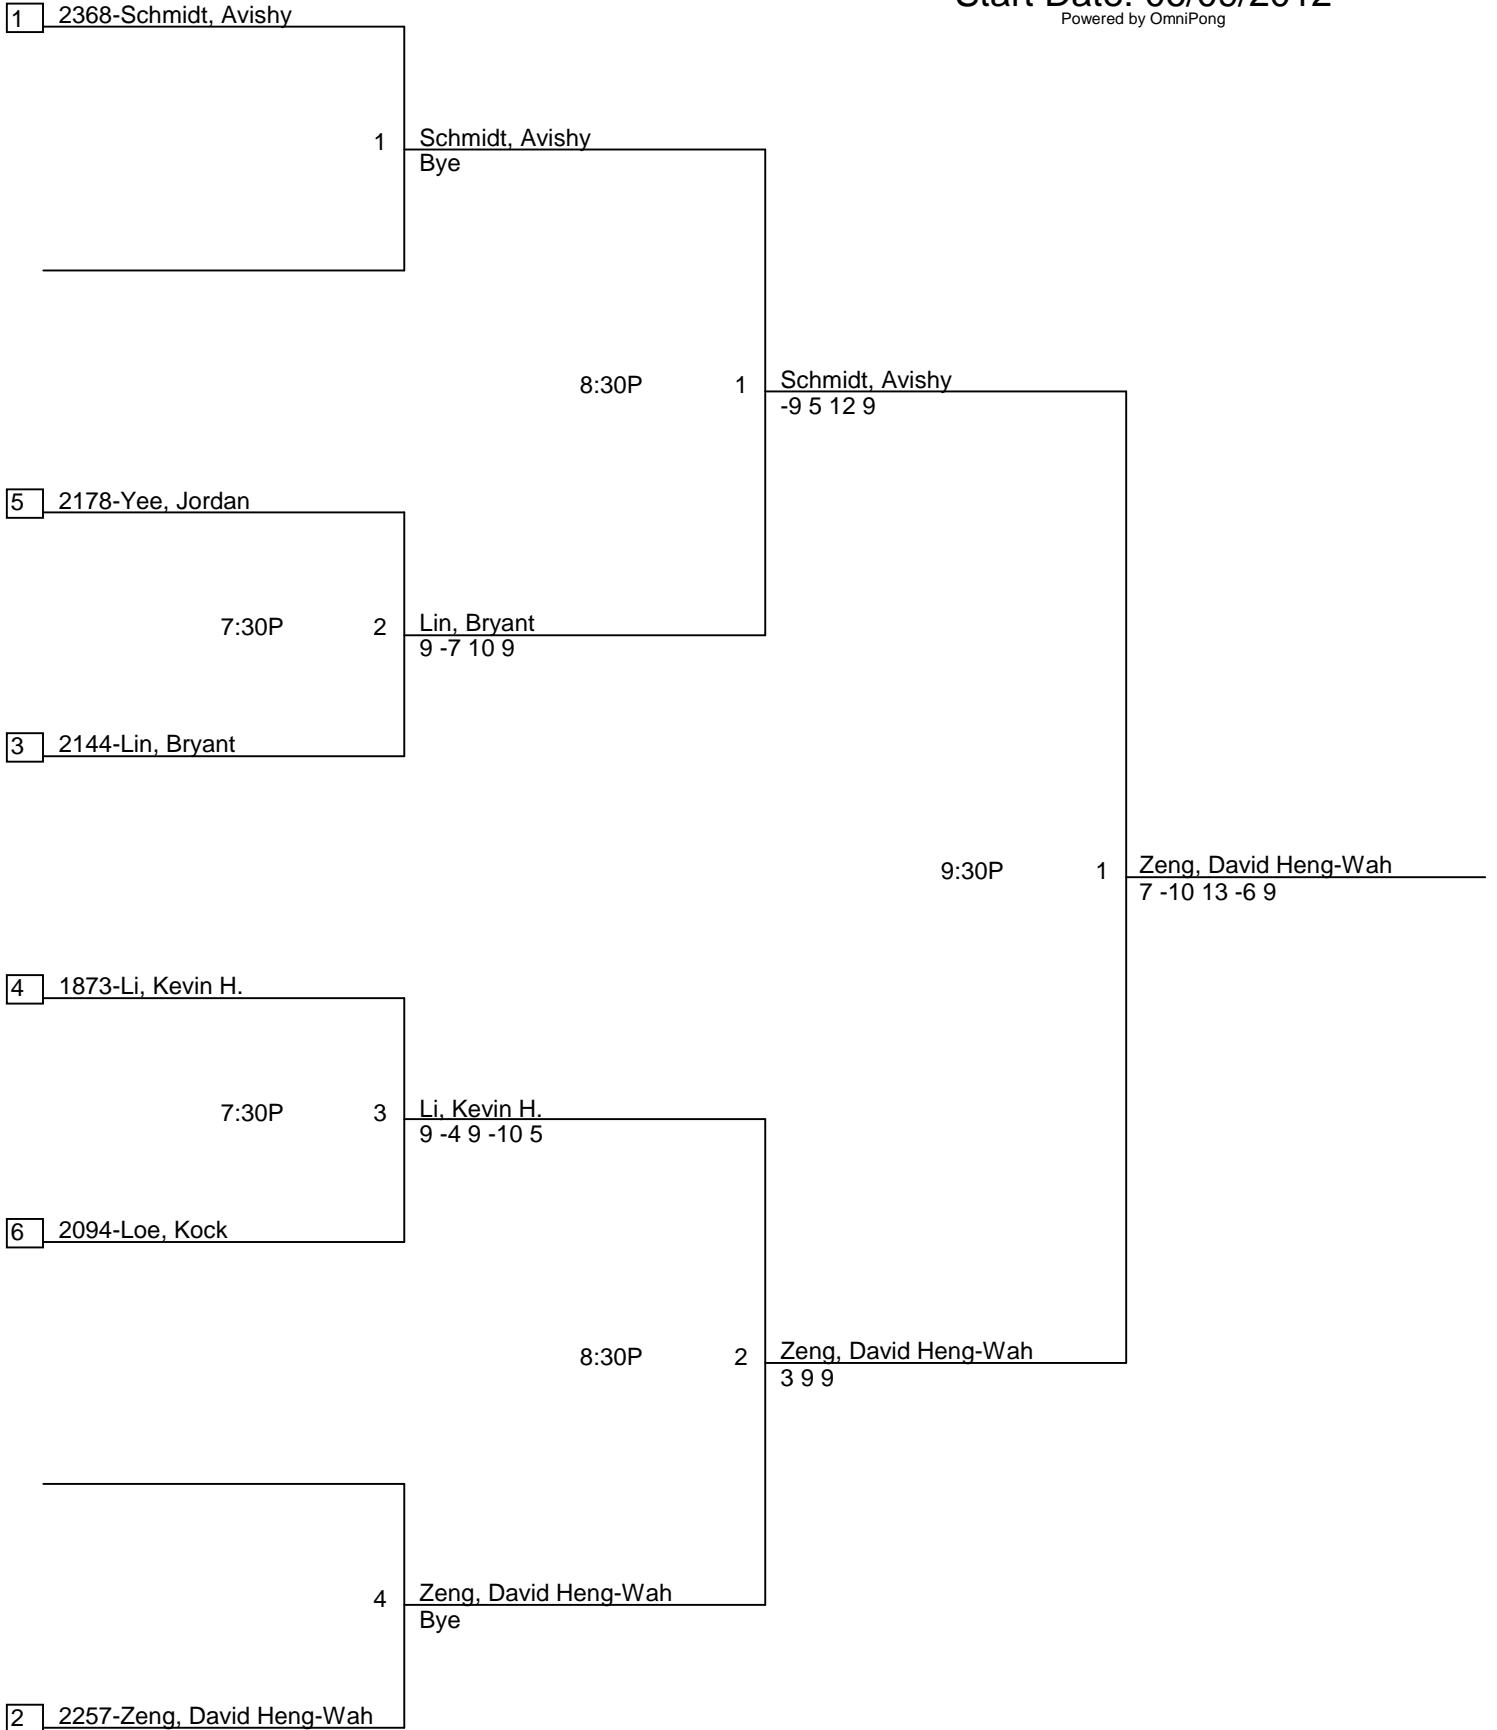 Powered by OmniPong
1 2368-Schmidt, Avishy
1 Schmidt, Avishy
Bye
8:30P 1 Schmidt, Avishy
-9 5 12 9
5 2178-Yee, Jordan
7:30P 2 Lin, Bryant
9 -7 10 9
3 2144-Lin, Bryant
9:30P 1 Zeng, David Heng-Wah
7 -10 13 -6 9
4 1873-Li, Kevin H.
7:30P 3 Li, Kevin H.
9 -4 9 -10 5
6 2094-Loe, Kock
8:30P 2 Zeng, David Heng-Wah
3 9 9
4 Zeng, David Heng-Wah
Bye
2 2257-Zeng, David Heng-Wah